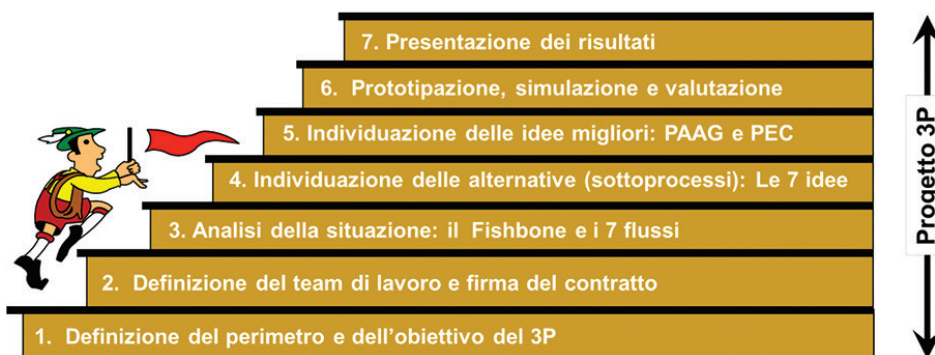 7. Presentazione dei risultati
6. Prototipazione, simulazione e valutazione
5. Individuazione delle idee migliori: PAAG e PEC
4. Individuazione delle alternative (sottoprocessi): Le 7 idee
3. Analisi della situazione: il Fishbone e i 7 flussi
2. Definizione del team di lavoro e firma del contratto
1. Definizione del perimetro e dell'obiettivo del 3P
Progetto 3P